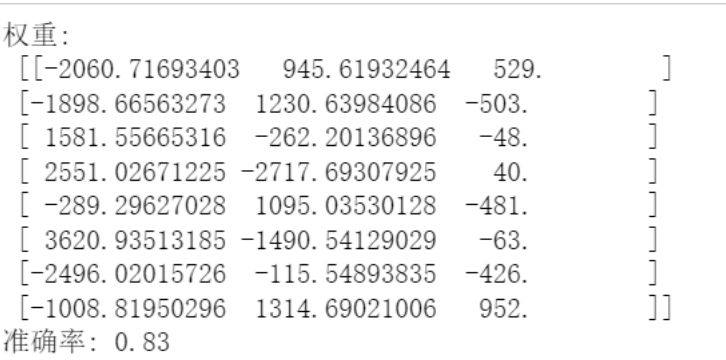 权重:
[[-2060.71693403 945.61932464 529. ]
[-1898.66563273 1230.63984086 -503. ]
[ 1581.55665316 -262.20136896 -48. ]
[ 2551.02671225 -2717.69307925 40. ]
[ -289.29627028 1095.03530128 -481. ]
[ 3620.93513185 -1490.54129029 -63. ]
[-2496.02015726 -115.54893835 -426. ]
[-1008.81950296 1314.69021006 952. ]]
准确率: 0.83